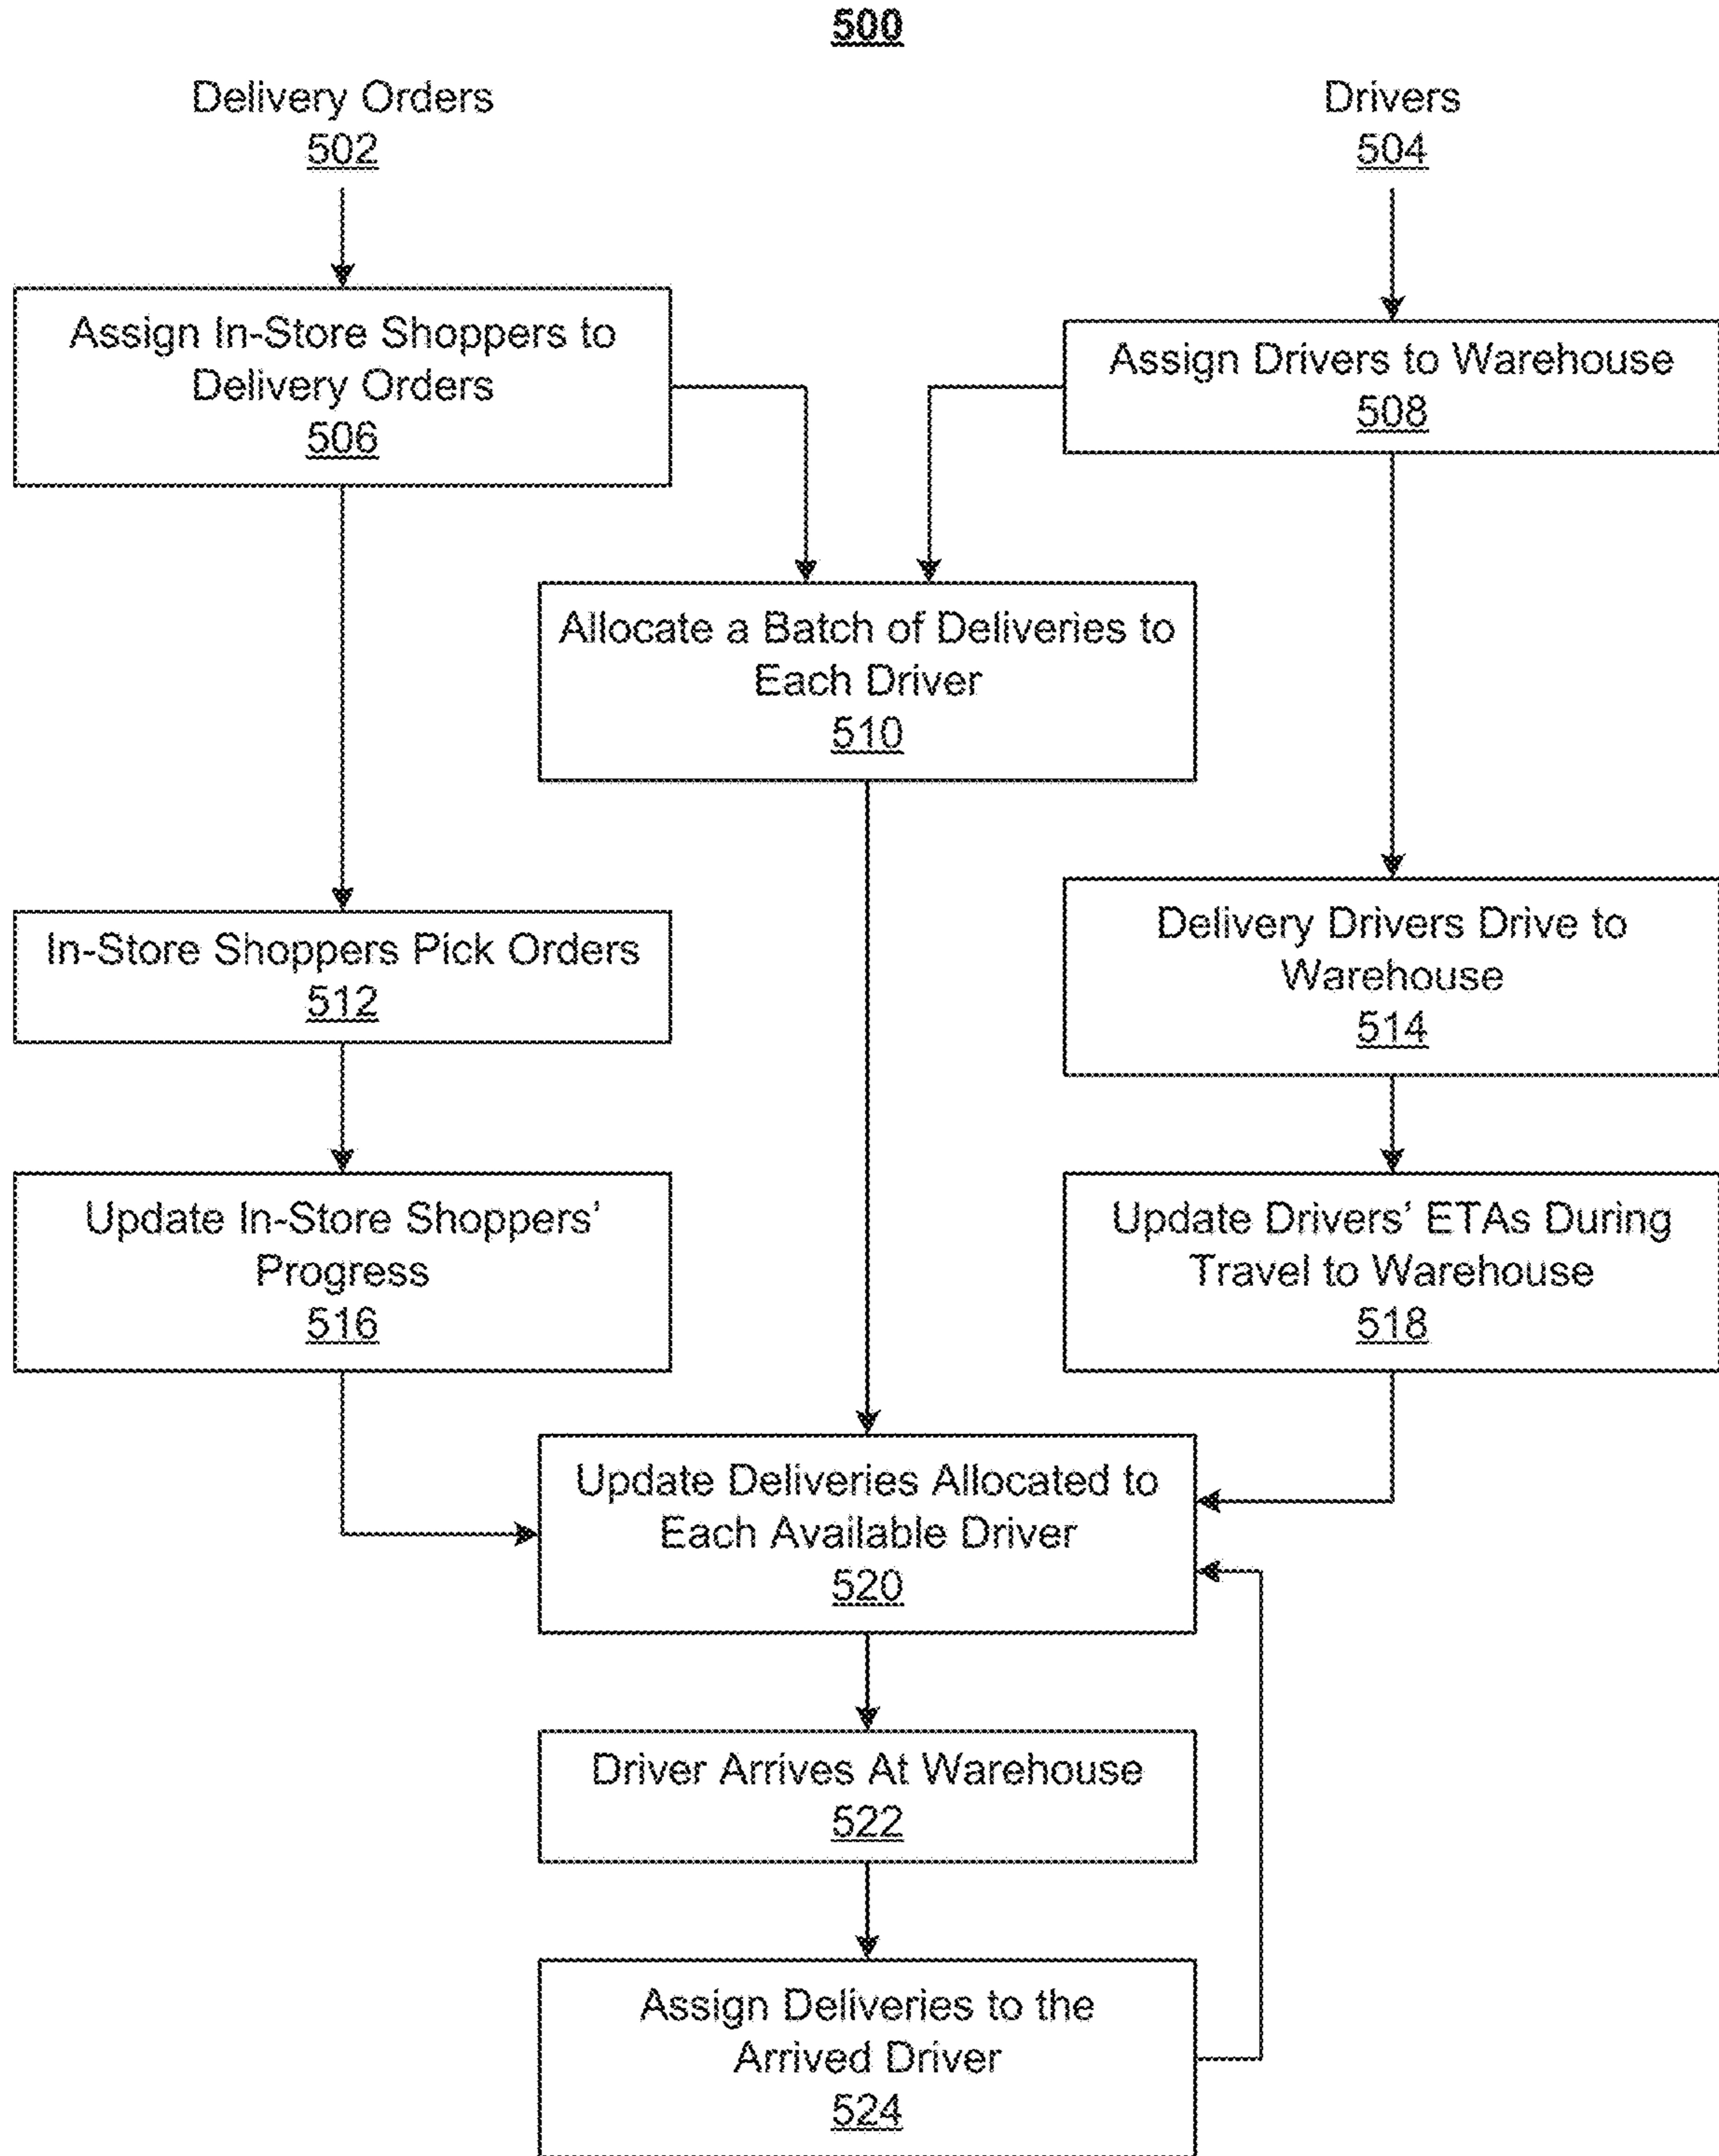 500
Delivery Orders
502
Drivers
504
Assign In-Store Shoppers to
Delivery Orders
506
Assign Drivers to Warehouse
508
Allocate a Batch of Deliveries to
Each Driver
510
In-Store Shoppers Pick Orders
512
Delivery Drivers Drive to
Warehouse
514
Update In-Store Shoppers’
Progress
516
Update Drivers’ ETAs During
Travel to Warehouse
518
Update Deliveries Allocated to
Each Available Driver
520
Driver Arrives At Warehouse
522
Assign Deliveries to the
Arrived Driver
524